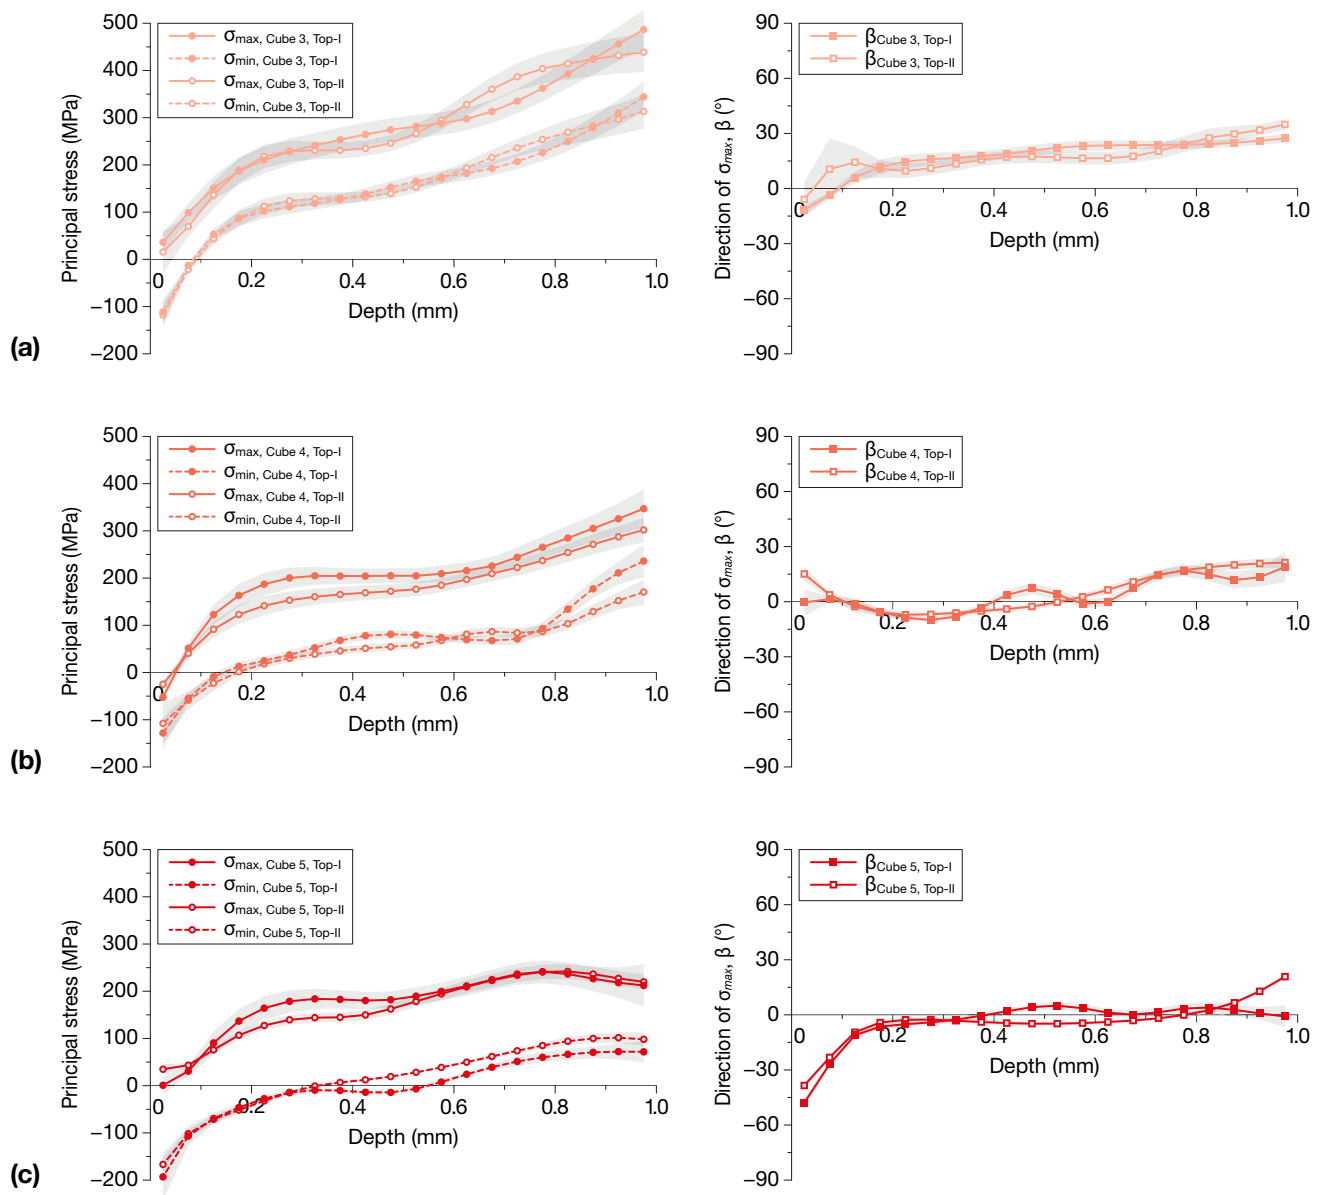 (a)
Principal stress (MPa)
500
400
300
200
100
0
−100
−200
σmax, Cube 3, Top-I
σmin, Cube 3, Top-I
σmax, Cube 3, Top-II
σmin, Cube 3, Top-II
0 0.2 0.4 0.6 0.8 1.0
Depth (mm)
Direction of σmax, β (°)
90
60
30
0
−30
−60
−90
βCube 3, Top-I
βCube 3, Top-II
0 0.2 0.4 0.6 0.8 1.0
Depth (mm)
(b)
Principal stress (MPa)
500
400
300
200
100
0
−100
−200
σmax, Cube 4, Top-I
σmin, Cube 4, Top-I
σmax, Cube 4, Top-II
σmin, Cube 4, Top-II
0 0.2 0.4 0.6 0.8 1.0
Depth (mm)
Direction of σmax, β (°)
90
60
30
0
−30
−60
−90
βCube 4, Top-I
βCube 4, Top-II
0 0.2 0.4 0.6 0.8 1.0
Depth (mm)
(c)
Principal stress (MPa)
500
400
300
200
100
0
−100
−200
σmax, Cube 5, Top-I
σmin, Cube 5, Top-I
σmax, Cube 5, Top-II
σmin, Cube 5, Top-II
0 0.2 0.4 0.6 0.8 1.0
Depth (mm)
Direction of σmax, β (°)
90
60
30
0
−30
−60
−90
βCube 5, Top-I
βCube 5, Top-II
0 0.2 0.4 0.6 0.8 1.0
Depth (mm)